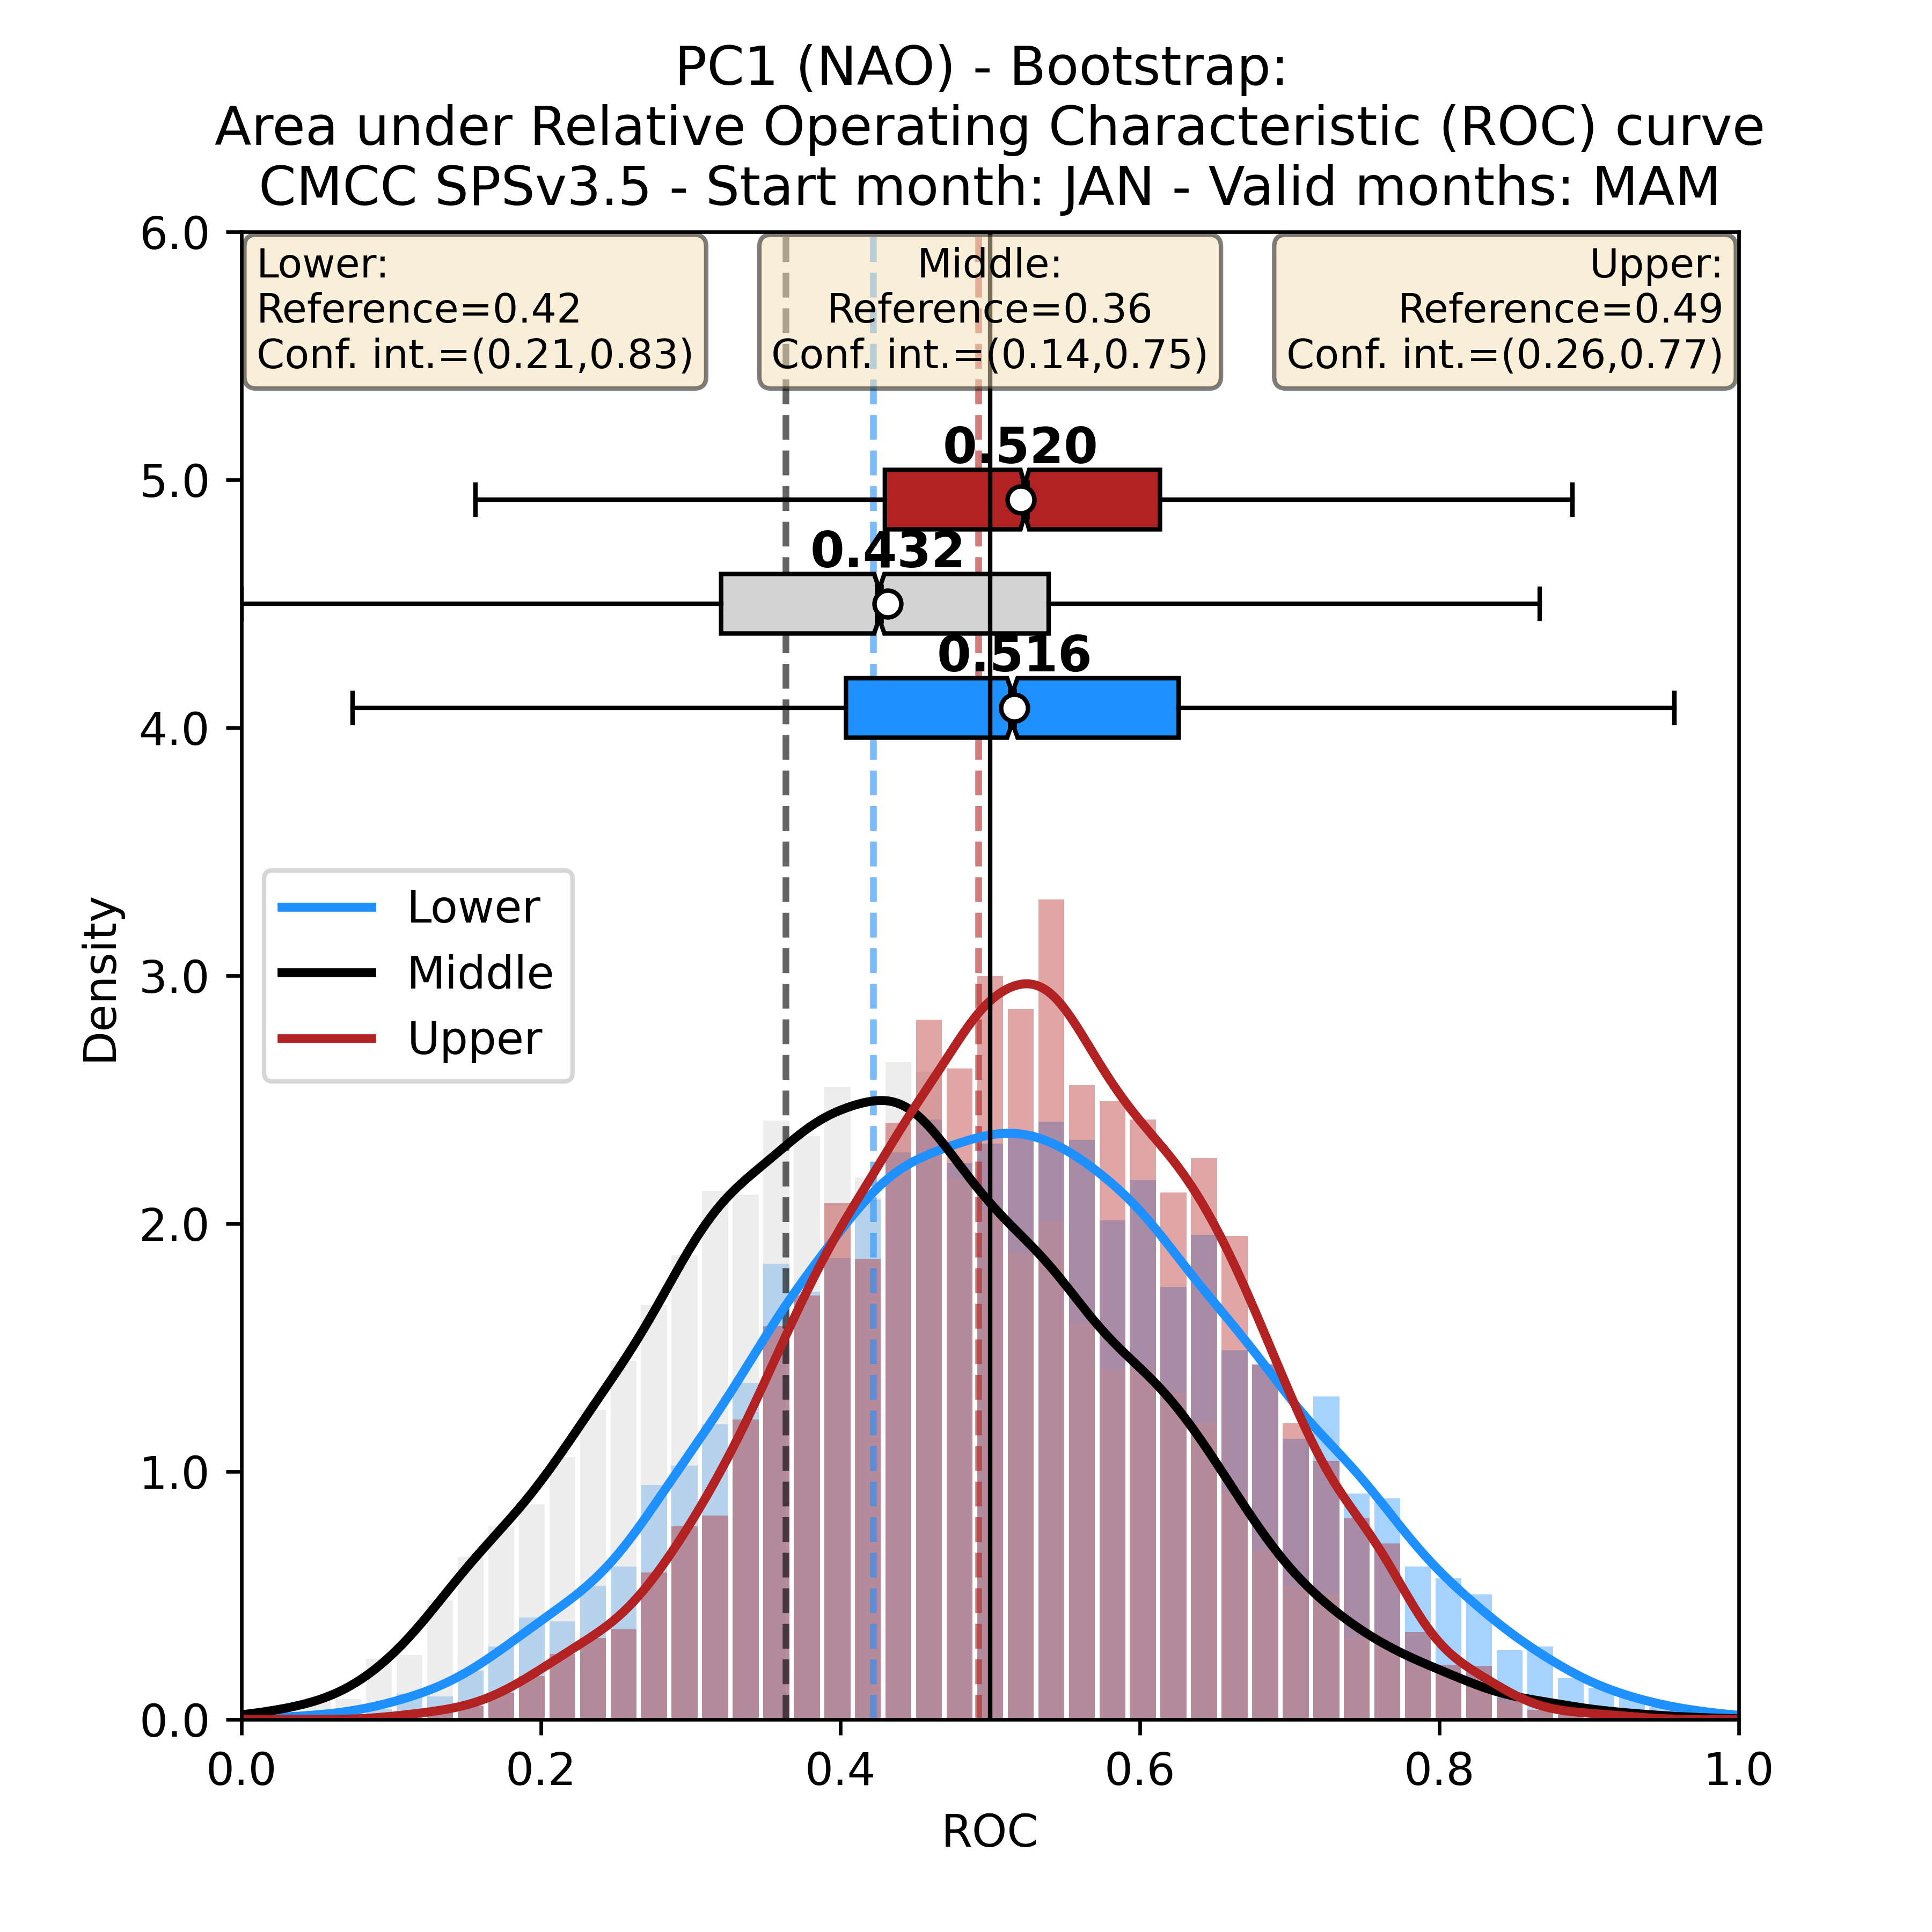 PC1 (NAO) - Bootstrap:
Area under Relative Operating Characteristic (ROC) curve
CMCC SPSv3.5 - Start month: JAN - Valid months: MAM
Lower:
Reference=0.42
Conf. int.=(0.21,0.83)
Middle:
Reference=0.36
Conf. int.=(0.14,0.75)
Upper:
Reference=0.49
Conf. int.=(0.26,0.77)
0.520
0.432
0.516
Lower
Middle
Upper
Density
6.0
5.0
4.0
3.0
2.0
1.0
0.0
0.0 0.2 0.4 0.6 0.8 1.0
ROC